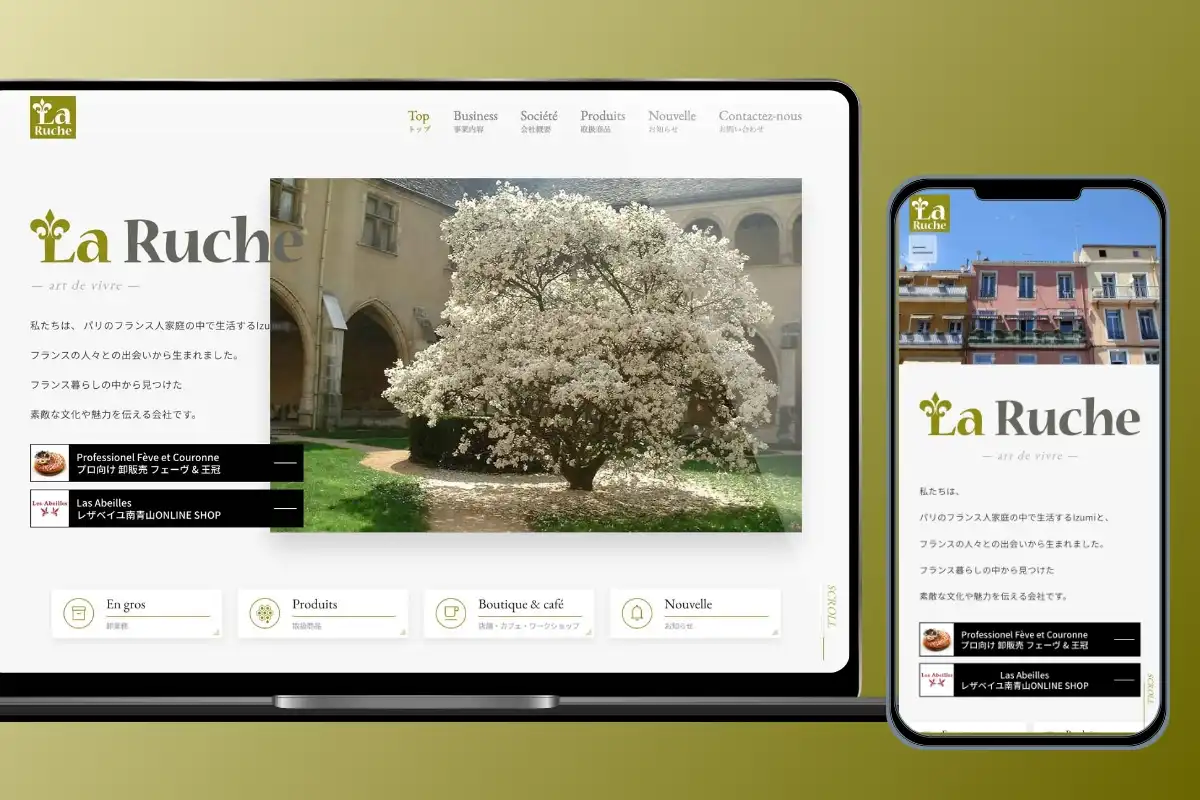 La
Ruche
Top
トップ
Business
事業内容
Société
会社概要
Produits
取扱商品
Nouvelle
お知らせ
Contactez-nous
お問い合わせ
La Ruche
— art de vivre —
私たちは、 パリのフランス人家庭の中で生活するIzu
フランスの人々との出会いから生まれました。
フランス暮らしの中から見つけた
素敵な文化や魅力を伝える会社です。
Professionel Fève et Couronne
プロ向け 卸販売 フェーヴ & 王冠
Les Abeilles
Las Abeilles
レザベイユ南青山ONLINE SHOP
En gros
卸業務
Produits
取扱商品
Boutique & café
店舗・カフェ・ワークショップ
Nouvelle
お知らせ
SCROLL
La
Ruche
La Ruche
— art de vivre —
私たちは、
パリのフランス人家庭の中で生活するIzumiと、
フランスの人々との出会いから生まれました。
フランス暮らしの中から見つけた
素敵な文化や魅力を伝える会社です。
Professionel Fève et Couronne
プロ向け 卸販売 フェーヴ & 王冠
Les Abeilles
Las Abeilles
レザベイユ南青山ONLINE SHOP
SCROLL